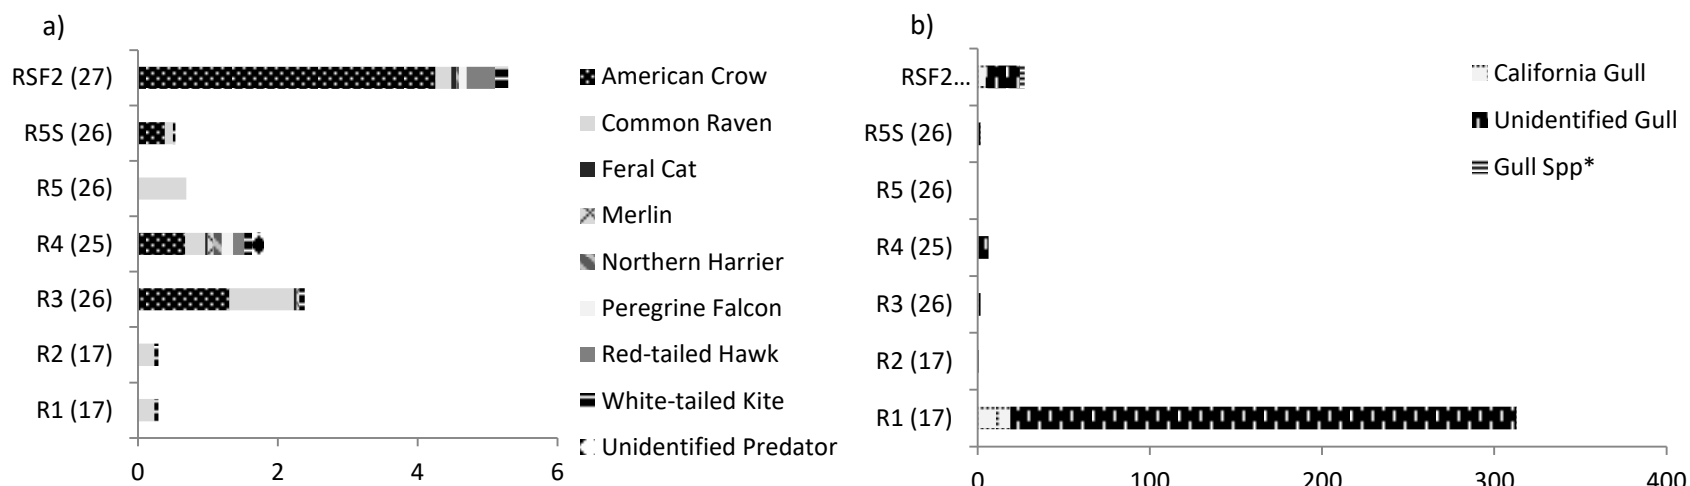 a)
RSF2 (27)
R5S (26)
R5 (26)
R4 (25)
R3 (26)
R2 (17)
R1 (17)
0 2 4 6
American Crow
Common Raven
Feral Cat
Merlin
Northern Harrier
Peregrine Falcon
Red-tailed Hawk
White-tailed Kite
Unidentified Predator
b)
RSF2...
R5S (26)
R5 (26)
R4 (25)
R3 (26)
R2 (17)
R1 (17)
0 100 200 300 400
California Gull
Unidentified Gull
Gull Spp*